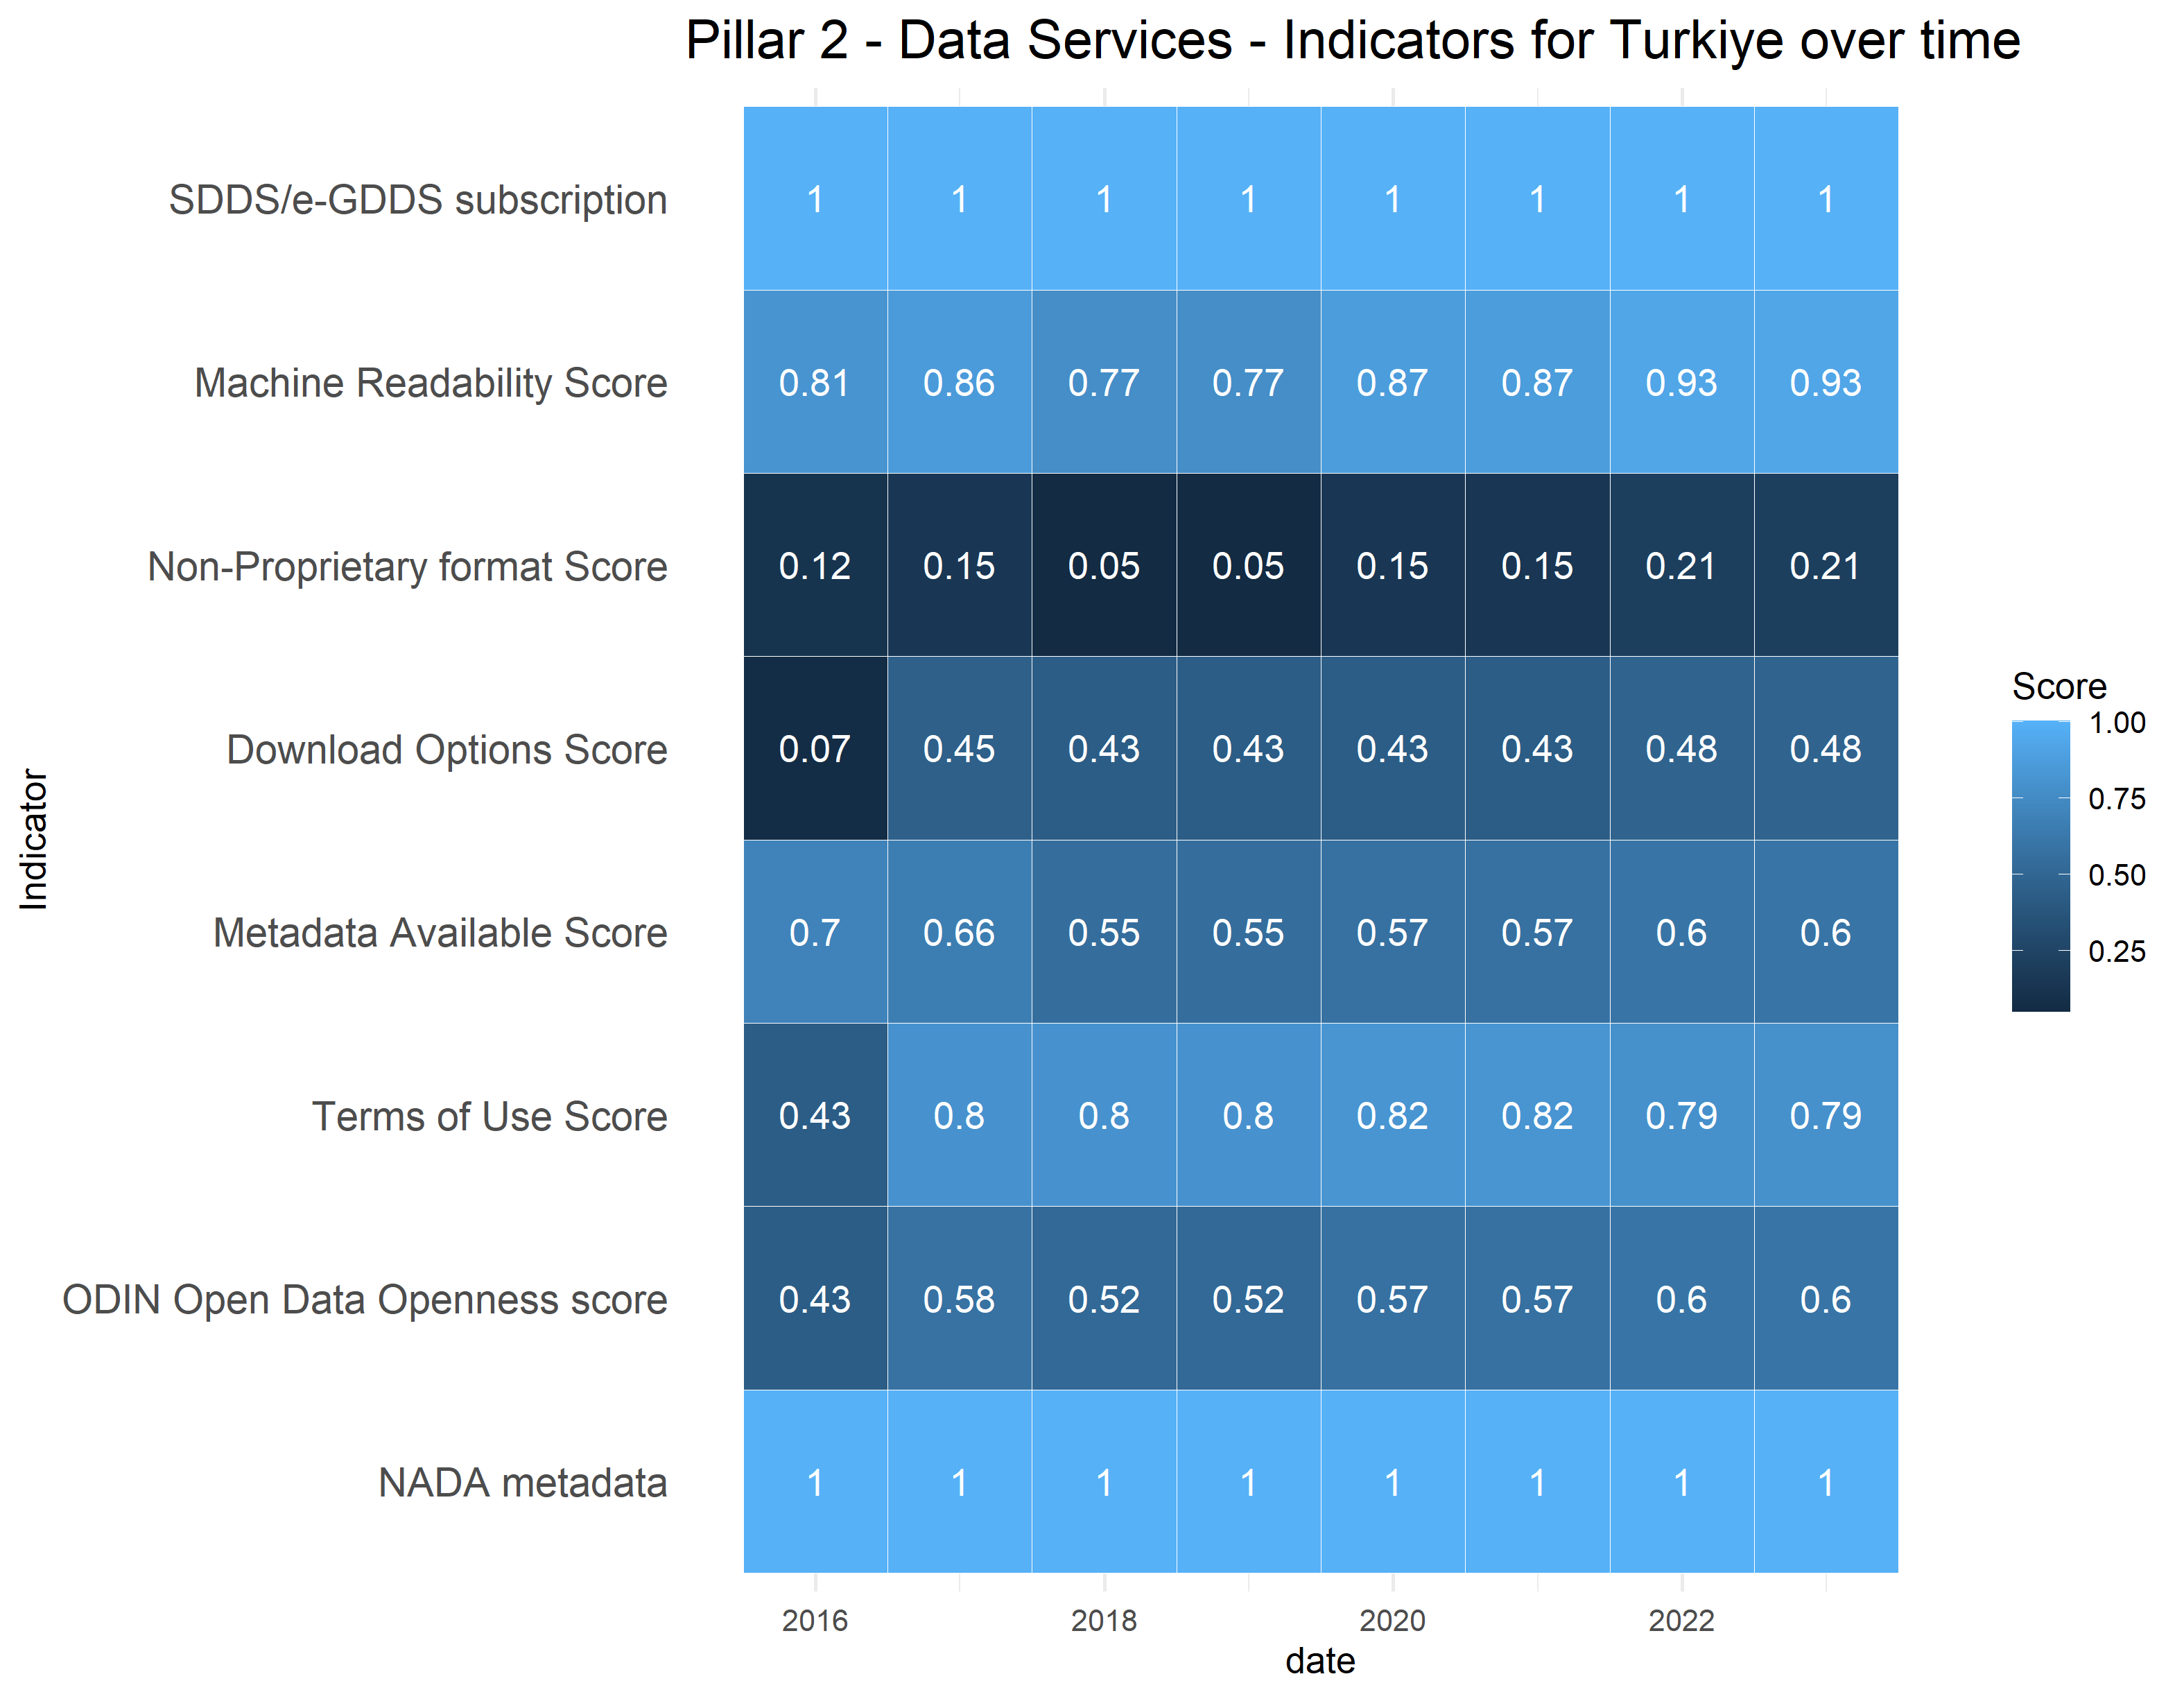 Pillar 2 - Data Services - Indicators for Turkiye over time
SDDS/e-GDDS subscription 1 1 1 1 1 1 1 1
Machine Readability Score 0.81 0.86 0.77 0.77 0.87 0.87 0.93 0.93
Non-Proprietary format Score 0.12 0.15 0.05 0.05 0.15 0.15 0.21 0.21
Download Options Score 0.07 0.45 0.43 0.43 0.43 0.43 0.48 0.48
Metadata Available Score 0.7 0.66 0.55 0.55 0.57 0.57 0.6 0.6
Terms of Use Score 0.43 0.8 0.8 0.8 0.82 0.82 0.79 0.79
ODIN Open Data Openness score 0.43 0.58 0.52 0.52 0.57 0.57 0.6 0.6
NADA metadata 1 1 1 1 1 1 1 1
2016 2018 2020 2022
date
Indicator
Score
1.00
0.75
0.50
0.25